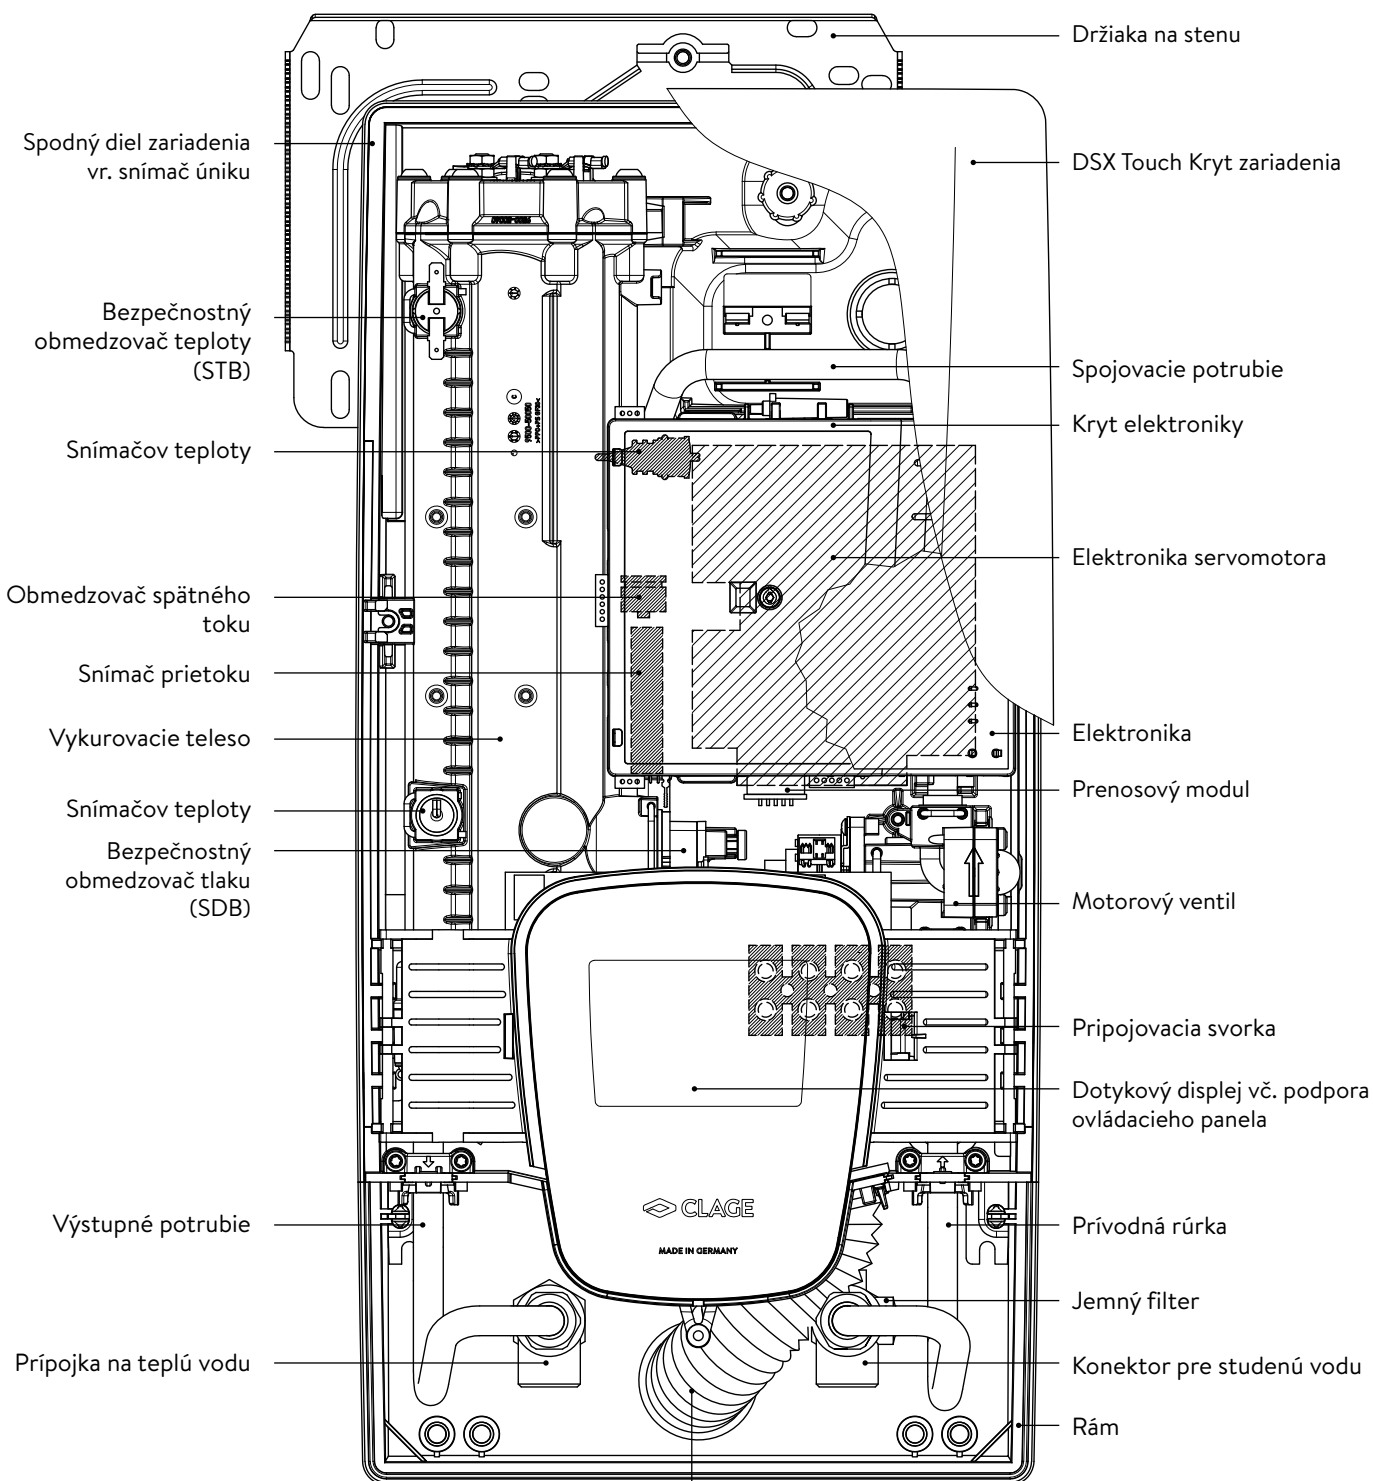 Držiaka na stenu
Spodný diel zariadenia
vr. snímač úniku
DSX Touch Kryt zariadenia
Bezpečnostný
obmedzovač teploty
(STB)
Spojovacie potrubie
Kryt elektroniky
Snímačov teploty
Elektronika servomotora
Obmedzovač spätného
toku
Snímač prietoku
Vykurovacie teleso
Elektronika
Snímačov teploty
Prenosový modul
Bezpečnostný
obmedzovač tlaku
(SDB)
Motorový ventil
Pripojovacia svorka
Dotykový displej vč. podpora
ovládacieho panela
CLAGE
MADE IN GERMANY
Výstupné potrubie
Prívodná rúrka
Jemný filter
Prípojka na teplú vodu
Konektor pre studenú vodu
Rám